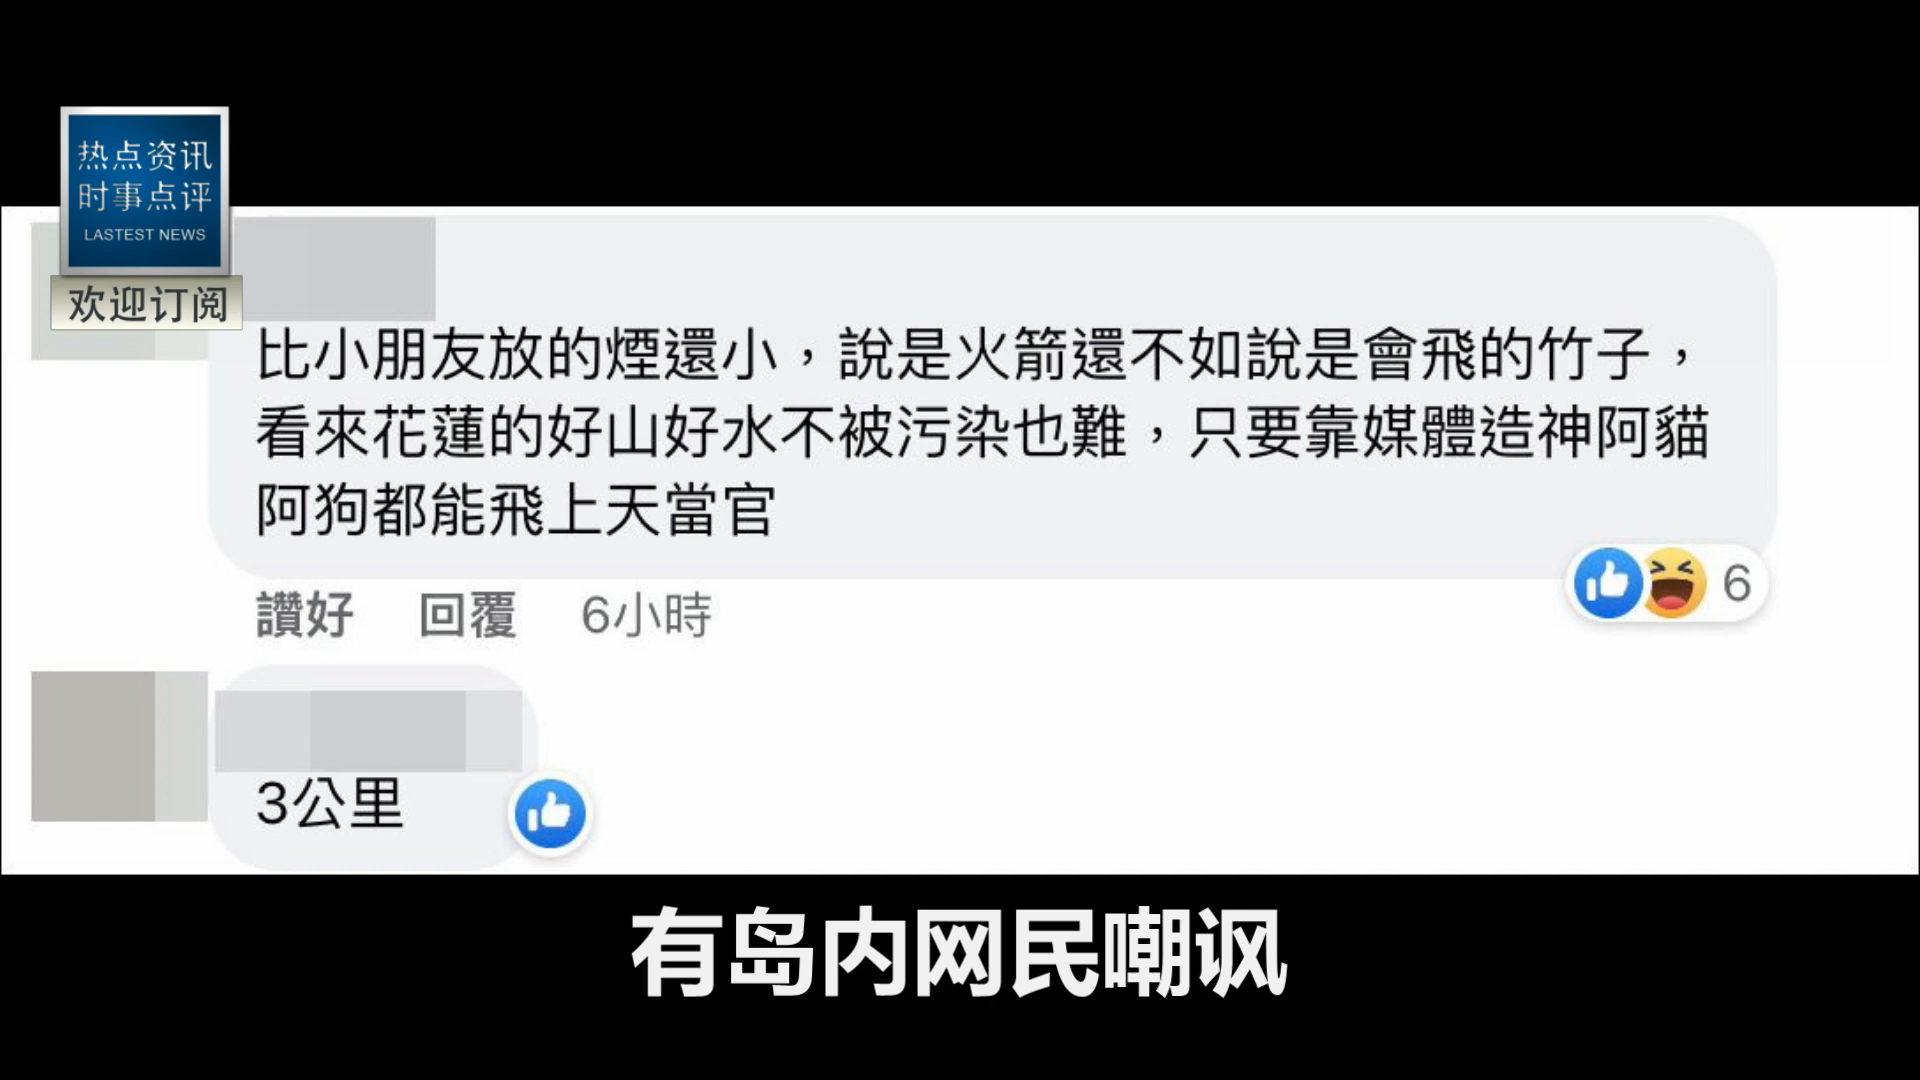 热点资讯
时事点评
LASTEST NEWS
欢迎订阅
比小朋友放的煙還小，說是火箭還不如說是會飛的竹子，
看來花蓮的好山好水不被污染也難，只要靠媒體造神阿貓
阿狗都能飛上天當官
讚好 回覆 6小時
6
3公里
有岛内网民嘲讽